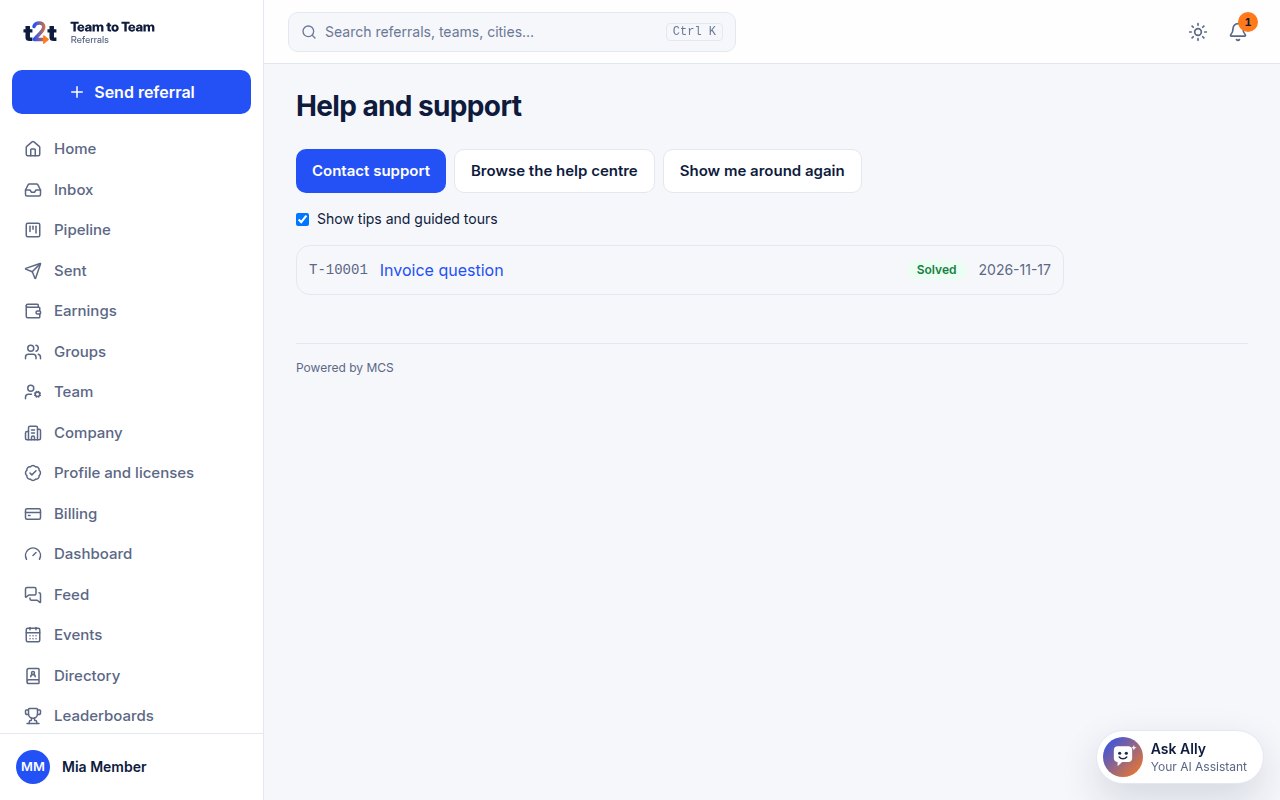 t2t Team to Team
Referrals
Search referrals, teams, cities...
Ctrl K
1
Send referral
Home
Inbox
Pipeline
Sent
Earnings
Groups
Team
Company
Profile and licenses
Billing
Dashboard
Feed
Events
Directory
Leaderboards
MM Mia Member
Help and support
Contact support
Browse the help centre
Show me around again
Show tips and guided tours
T-10001 Invoice question Solved 2026-11-17
Powered by MCS
Ask Ally
Your AI Assistant